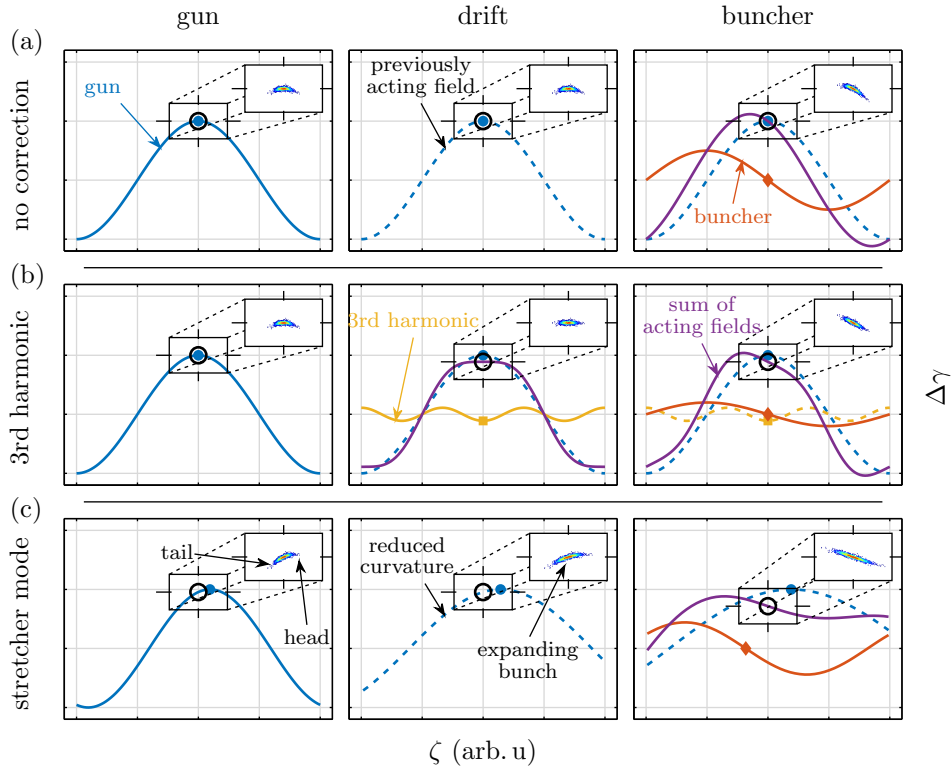 gun drift buncher
(a)
no correction
gun
previously
acting field
buncher
(b)
3rd harmonic
3rd harmonic
sum of
acting fields
Δγ
(c)
stretcher mode
tail
head
reduced
curvature
expanding
bunch
ζ (arb. u)